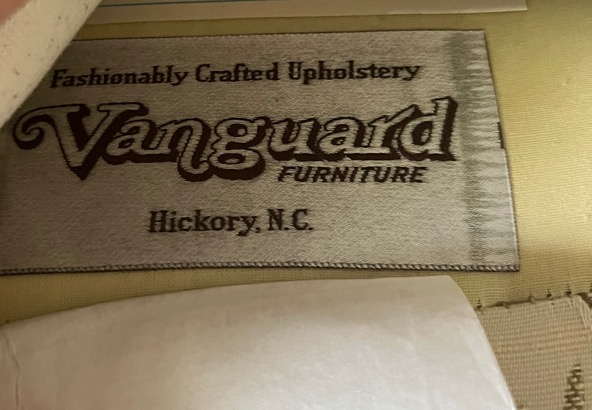 Fashionably Crafted Upholstery
Vanguard
FURNITURE
Hickory, N.C.